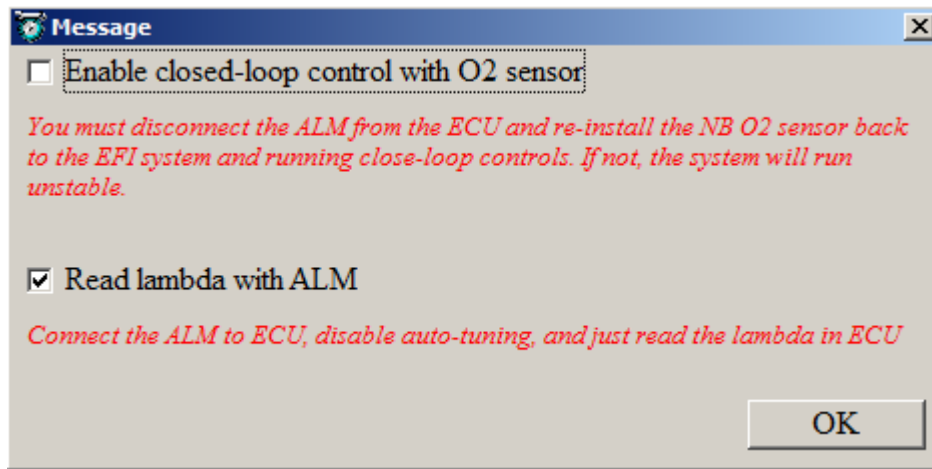 Message
Enable closed-loop control with O2 sensor
You must disconnect the ALM from the ECU and re-install the NB O2 sensor back
to the EFI system and running close-loop controls. If not, the system will run
unstable.
Read lambda with ALM
Connect the ALM to ECU, disable auto-tuning, and just read the lambda in ECU
OK